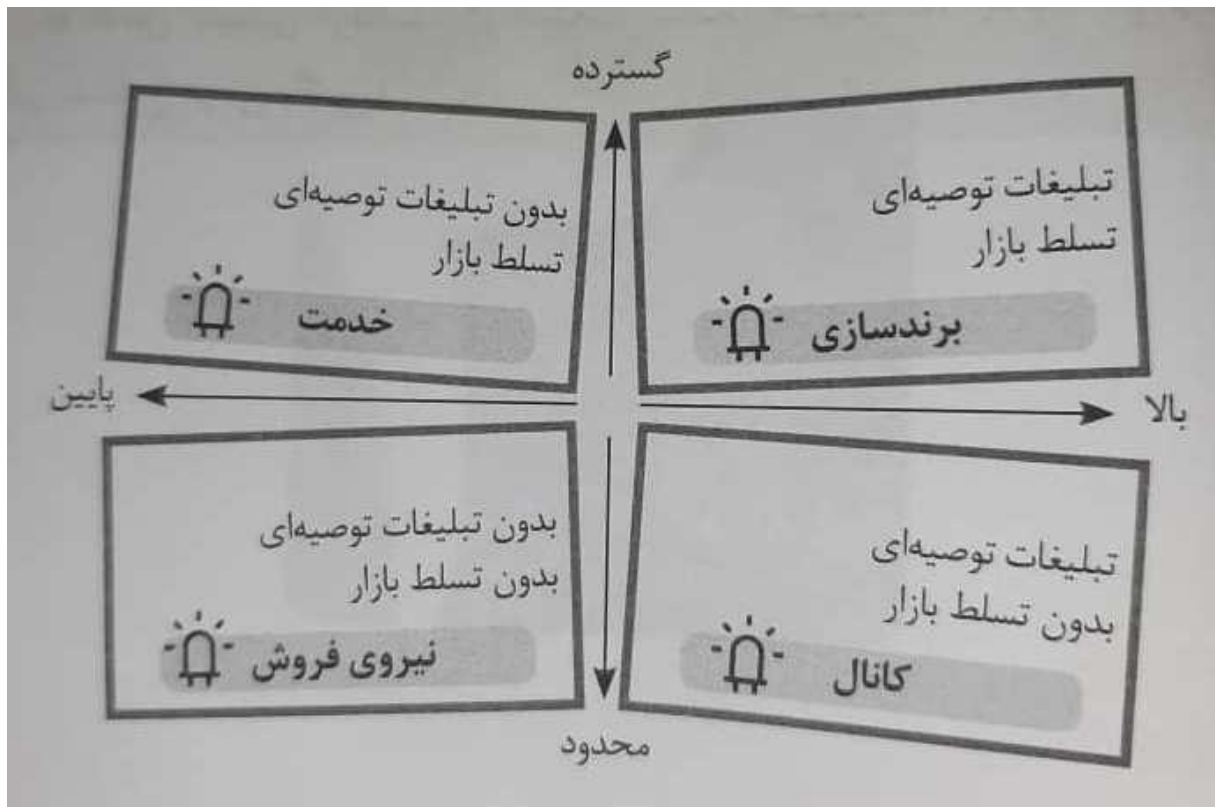 گسترده
تبلیغات توصیه‌ای
تسلط بازار
برندسازی
بدون تبلیغات توصیه‌ای
تسلط بازار
خدمت
بالا
پایین
تبلیغات توصیه‌ای
بدون تسلط بازار
کانال
بدون تبلیغات توصیه‌ای
بدون تسلط بازار
نیروی فروش
محدود